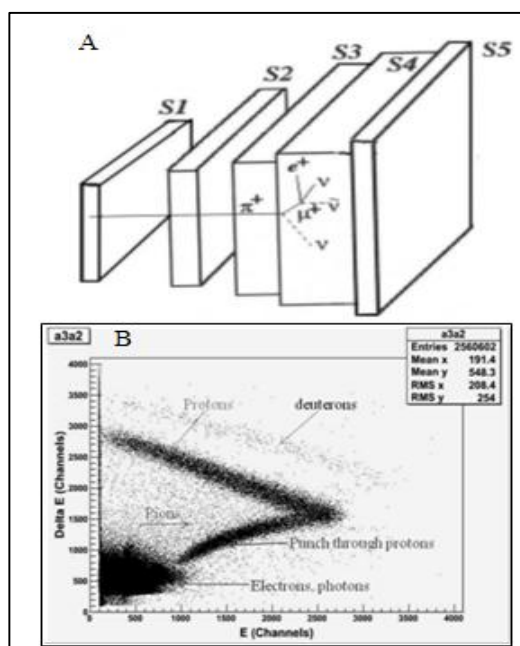 A
S1
S2
S3
S4
S5
e+
ν
π+
μ+
ν̄
ν
a3a2
B
a3a2
Entries 2560602
Mean x 191.4
Mean y 548.3
RMS x 208.4
RMS y 254
Delta E (Channels)
4000
3500
3000
2500
2000
1500
1000
500
0
Protons
deuterons
Pions
Punch through protons
Electrons, photons
0 500 1000 1500 2000 2500 3000 3500 4000
E (Channels)